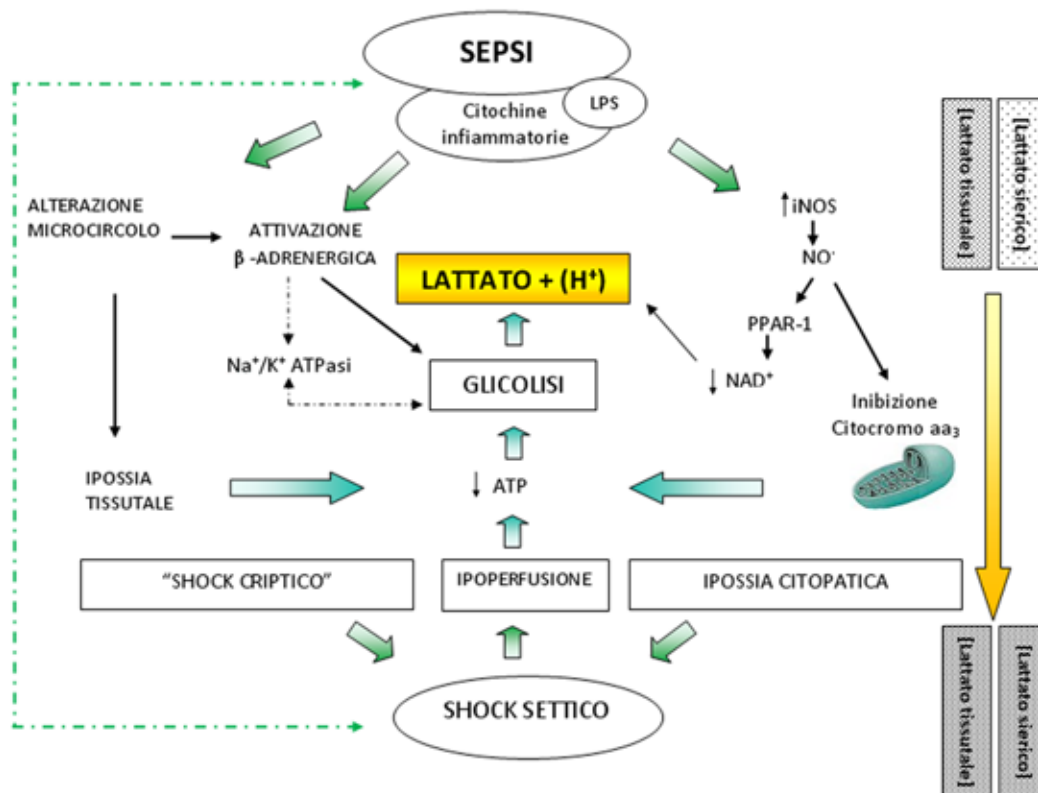 SEPSI
LPS
Citochine
infiammatorie
[Lattato tissutale]
[Lattato sierico]
ALTERAZIONE
MICROCIRCOLO
ATTIVAZIONE
β -ADRENERGICA
↑iNOS
NO·
LATTATO + (H⁺)
PPAR-1
Na⁺/K⁺ ATPasi
GLICOLISI
↓ NAD⁺
Inibizione
Citocromo aa₃
IPOSSIA
TISSUTALE
↓ ATP
“SHOCK CRIPTICO”
IPOPERFUSIONE
IPOSSIA CITOPATICA
SHOCK SETTICO
[Lattato tissutale]
[Lattato sierico]